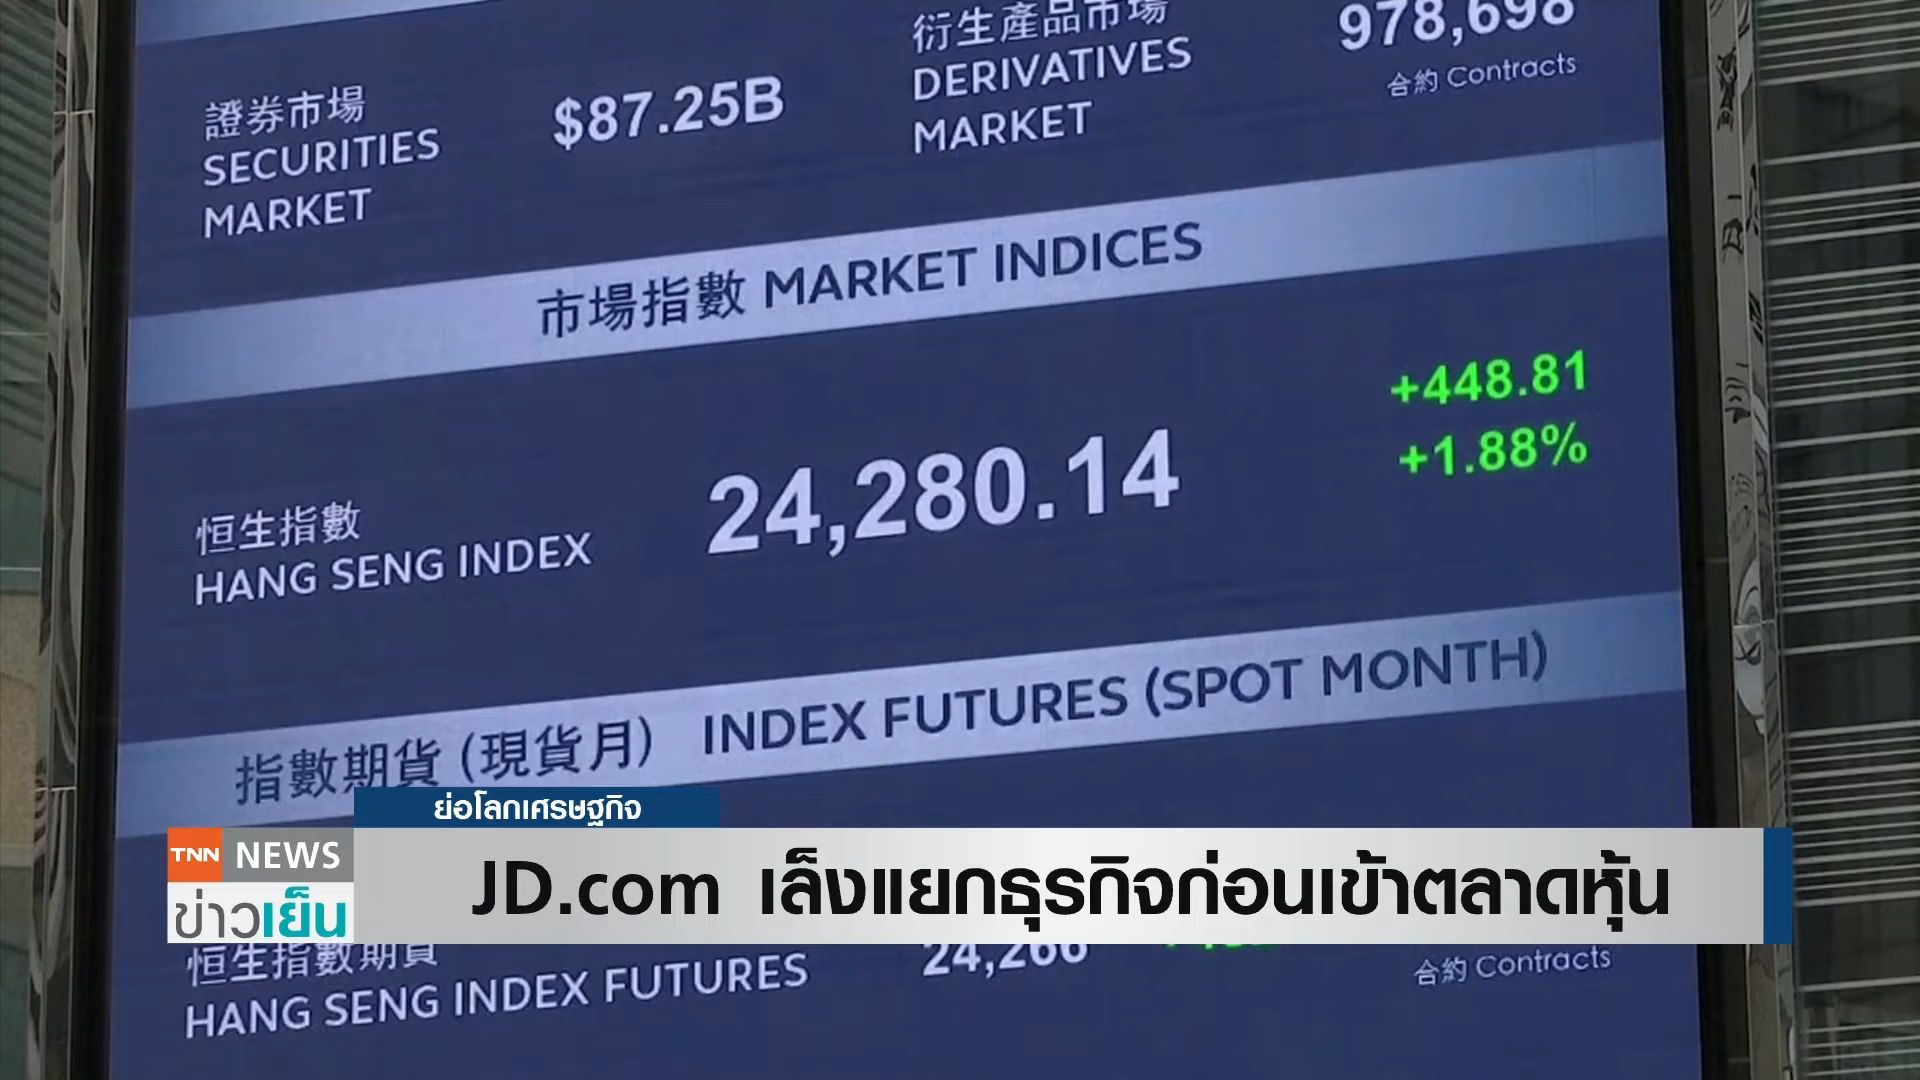 證券市場
SECURITIES
MARKET
$87.25B
衍生產品市場
DERIVATIVES
MARKET
978,698
合約 Contracts
市場指數 MARKET INDICES
恒生指數
HANG SENG INDEX
24,280.14
+448.81
+1.88%
指數期貨 (現貨月) INDEX FUTURES (SPOT MONTH)
ย่อโลกเศรษฐกิจ
TNN NEWS
ข่าวเย็น
JD.com เล็งแยกธุรกิจก่อนเข้าตลาดหุ้น
恒生指數期貨
HANG SENG INDEX FUTURES
24,266
合約 Contracts